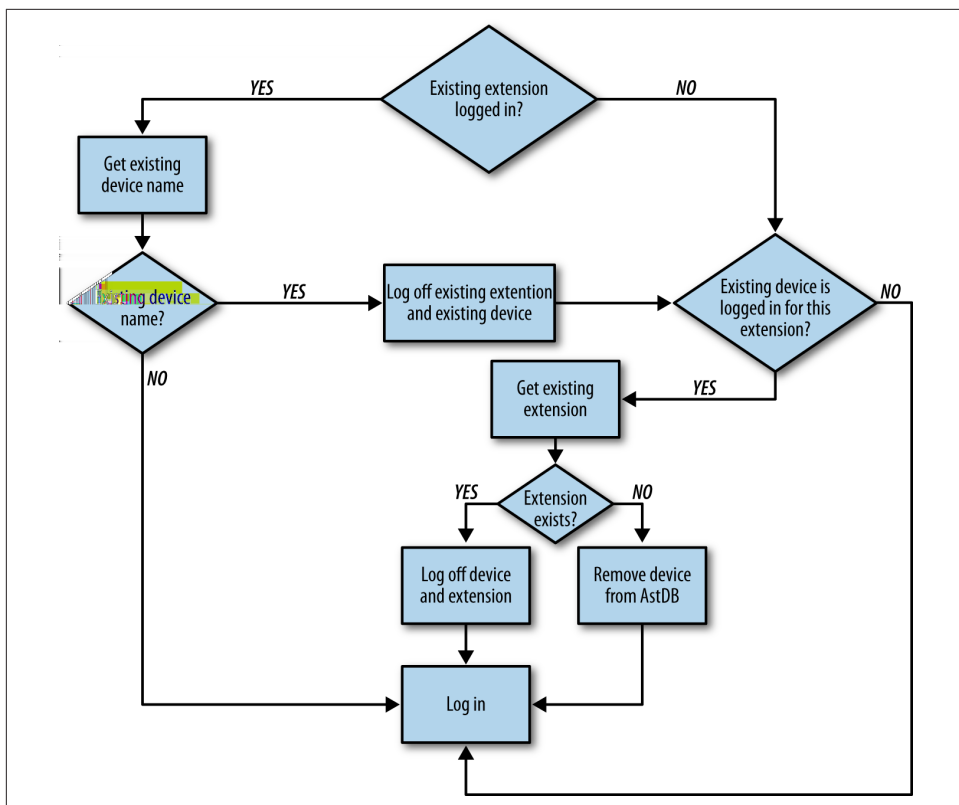 Existing extension
logged in?
YES
NO
Get existing
device name
Existing device
name?
YES
NO
Log off existing extention
and existing device
Existing device is
logged in for this
extension?
NO
YES
Get existing
extension
Extension
exists?
YES
NO
Log off device
and extension
Remove device
from AstDB
Log in